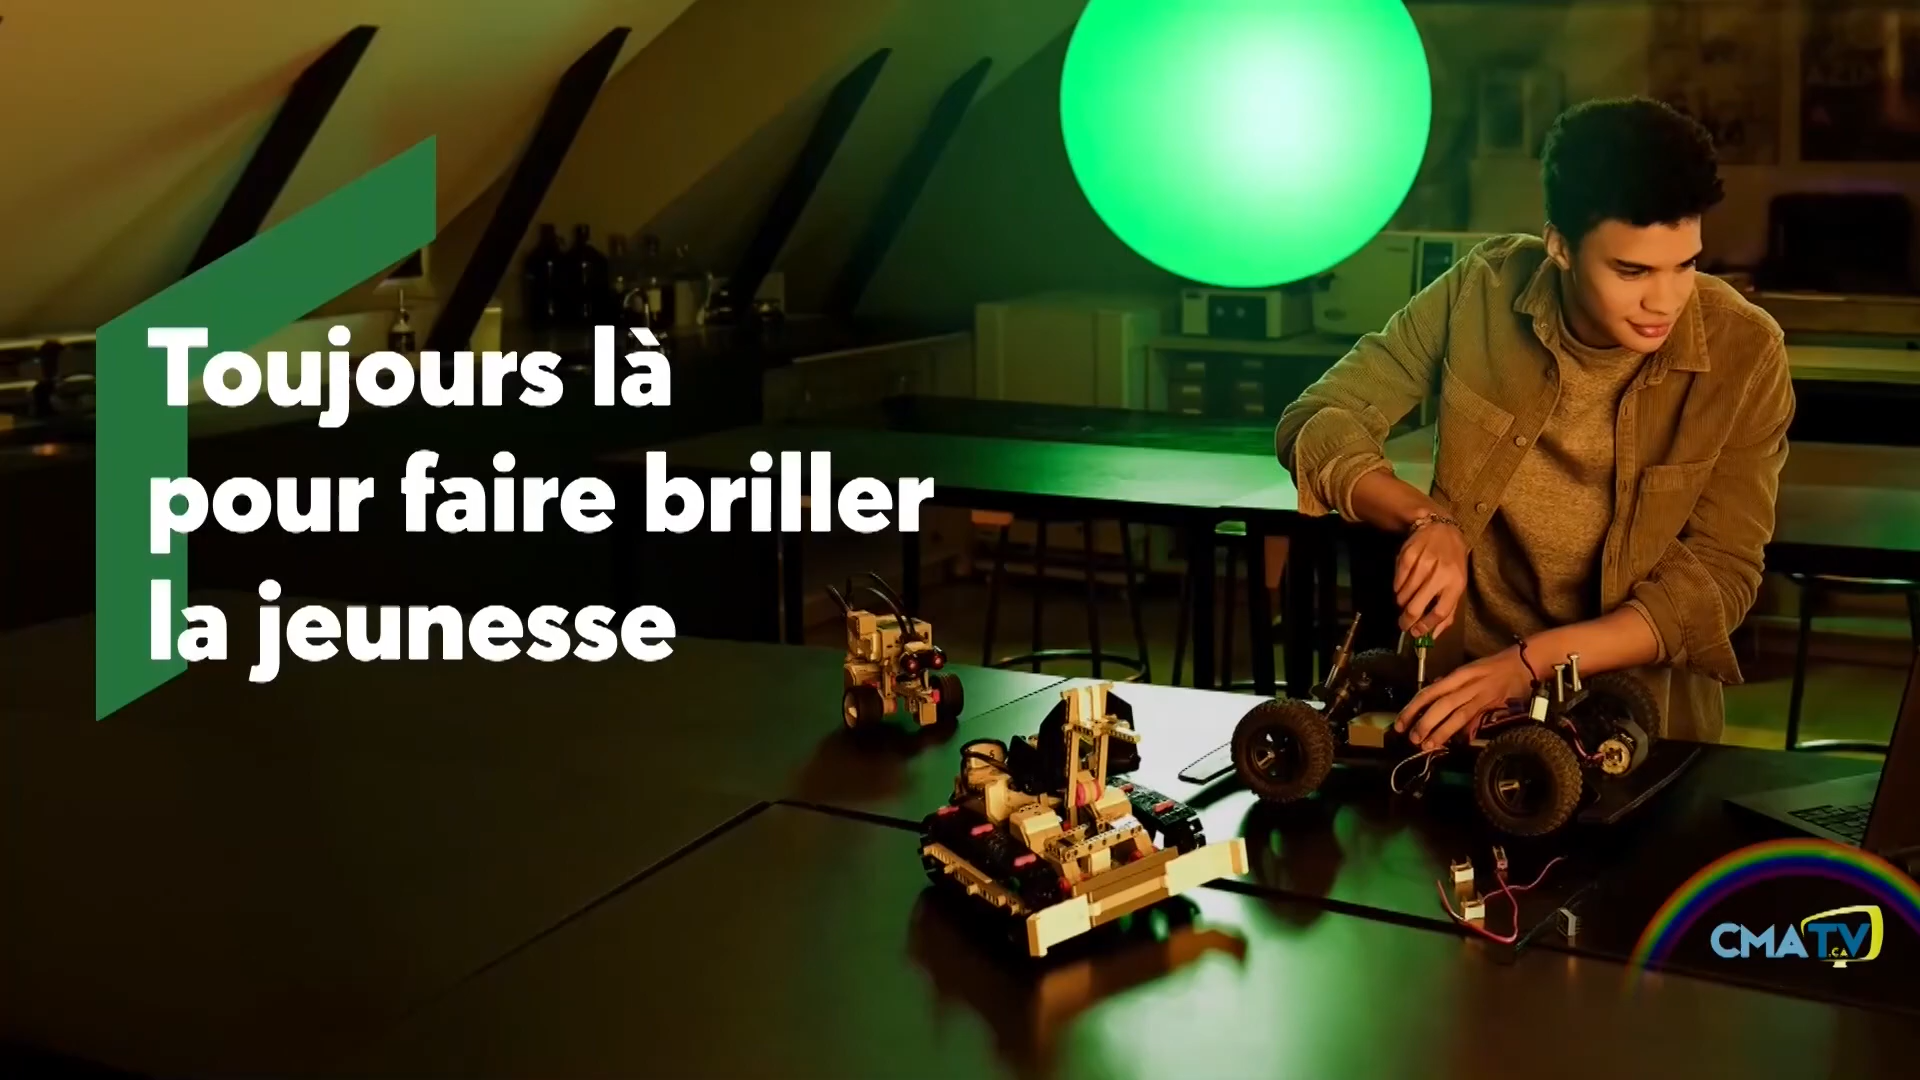 Toujours là
pour faire briller
la jeunesse
CMATV
.CA